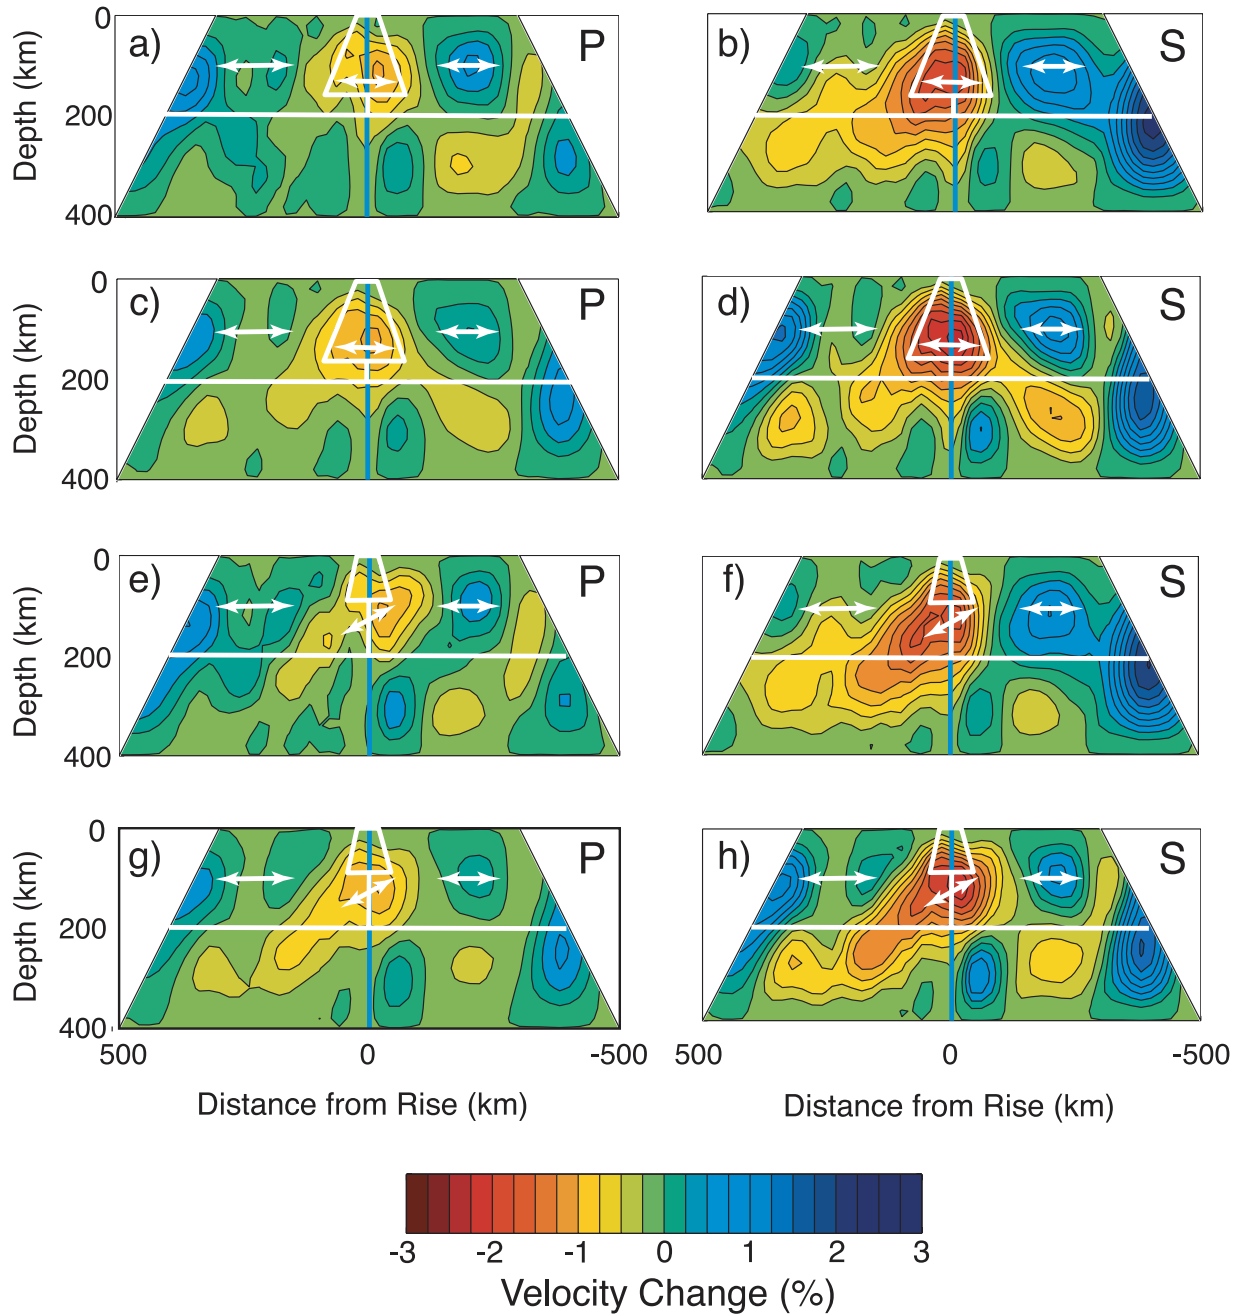 a) P
b) S
0
200
400
Depth (km)
c) P
d) S
0
200
400
Depth (km)
e) P
f) S
0
200
400
Depth (km)
g) P
h) S
0
200
400
Depth (km)
500 0 -500
500 0 -500
Distance from Rise (km)
Distance from Rise (km)
-3 -2 -1 0 1 2 3
Velocity Change (%)